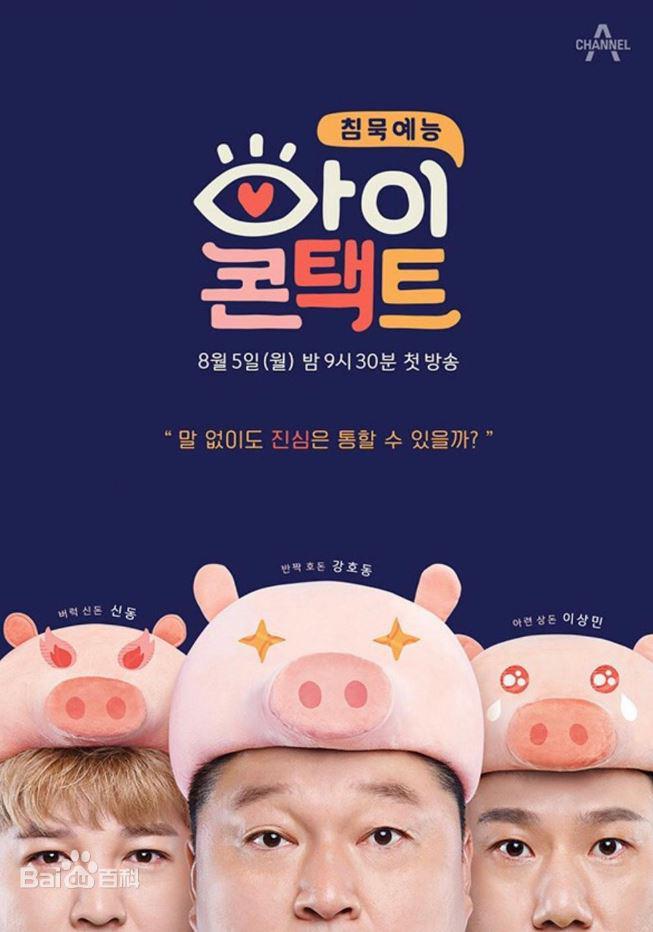 CHANNEL A
침묵예능
아이
콘택트
8월 5일(월) 밤 9시 30분 첫 방송
“ 말 없이도 진심은 통할 수 있을까? ”
반짝 호돈 강호동
버럭 신돈 신동
아련 상돈 이상민
Bai du 百科